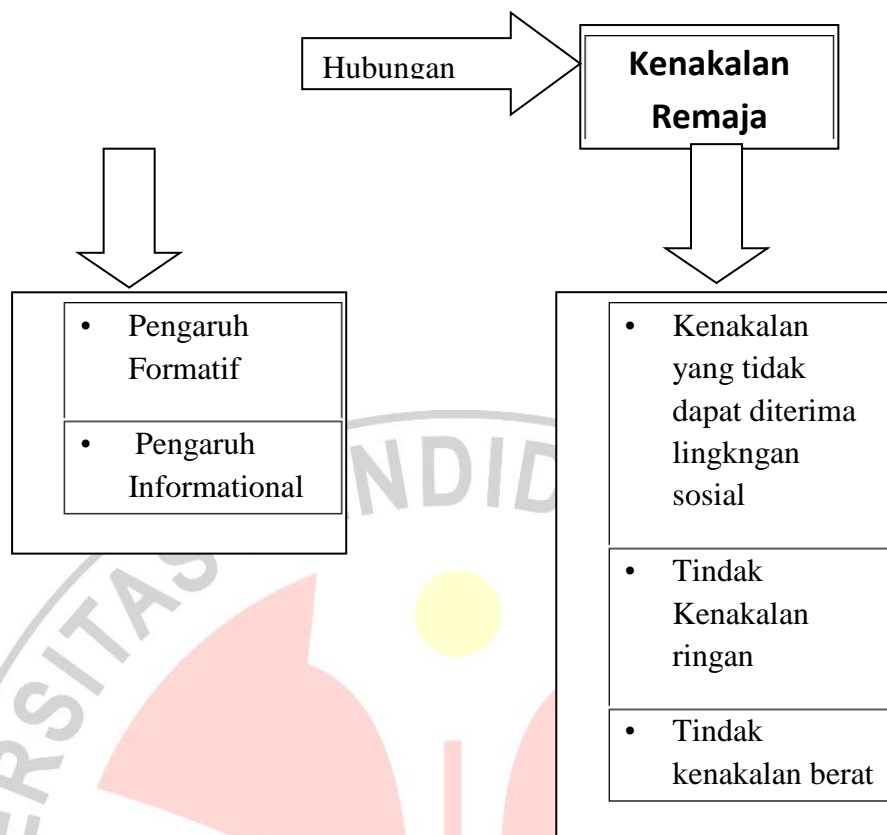 Hubungan
Kenakalan
Remaja
• Pengaruh
Formatif
• Pengaruh
Informational
• Kenakalan
yang tidak
dapat diterima
lingkngan
sosial
• Tindak
Kenakalan
ringan
• Tindak
kenakalan berat
ERSITAS
NDID